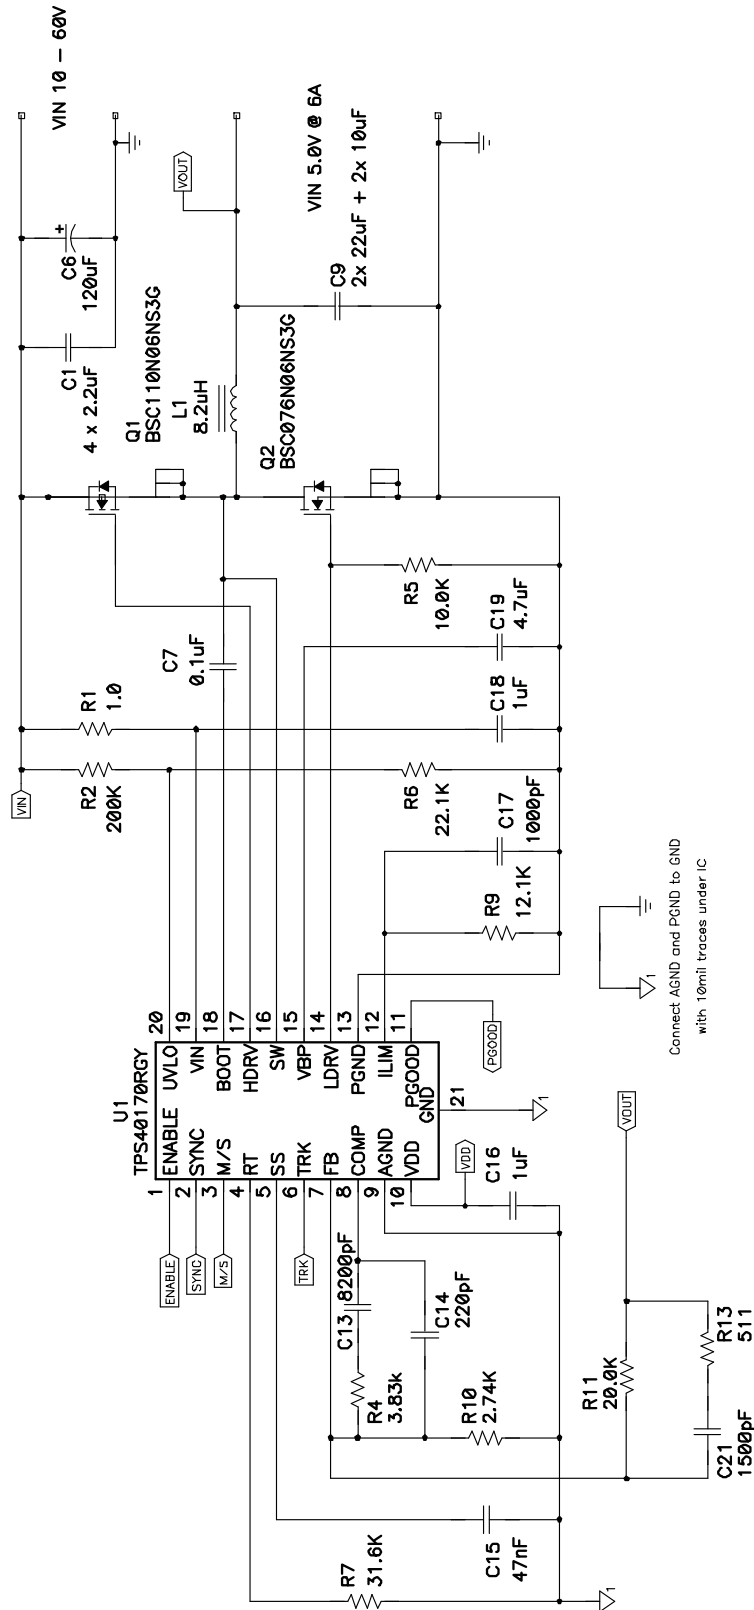 VIN 10 – 60V
C6
120uF
C1
4 x 2.2uF
VOUT
VIN 5.0V @ 6A
C9
2x 22uF + 2x 10uF
Q1
BSC110N06NS3G
L1
8.2uH
Q2
BSC076N06NS3G
R5
10.0K
C19
4.7uF
C7
0.1uF
C18
1uF
R1
1.0
VIN
R2
200K
R6
22.1K
C17
1000pF
R9
12.1K
Connect AGND and PGND to GND
with 10mil traces under IC
1
PGOOD
U1
TPS40170RGY
1 ENABLE
2 SYNC
3 M/S
4 RT
5 SS
6 TRK
7 FB
8 COMP
9 AGND
10 VDD
20 UVLO
19 VIN
18 BOOT
17 HDRV
16 SW
15 VBP
14 LDRV
13 PGND
12 ILIM
11 PGOOD
GND 21
1
ENABLE
SYNC
M/S
TRK
VDD
C16
1uF
C13
8200pF
C14
220pF
R4
3.83k
R10
2.74K
VOUT
R11
20.0K
R13
511
C21
1500pF
C15
47nF
R7
31.6K
1